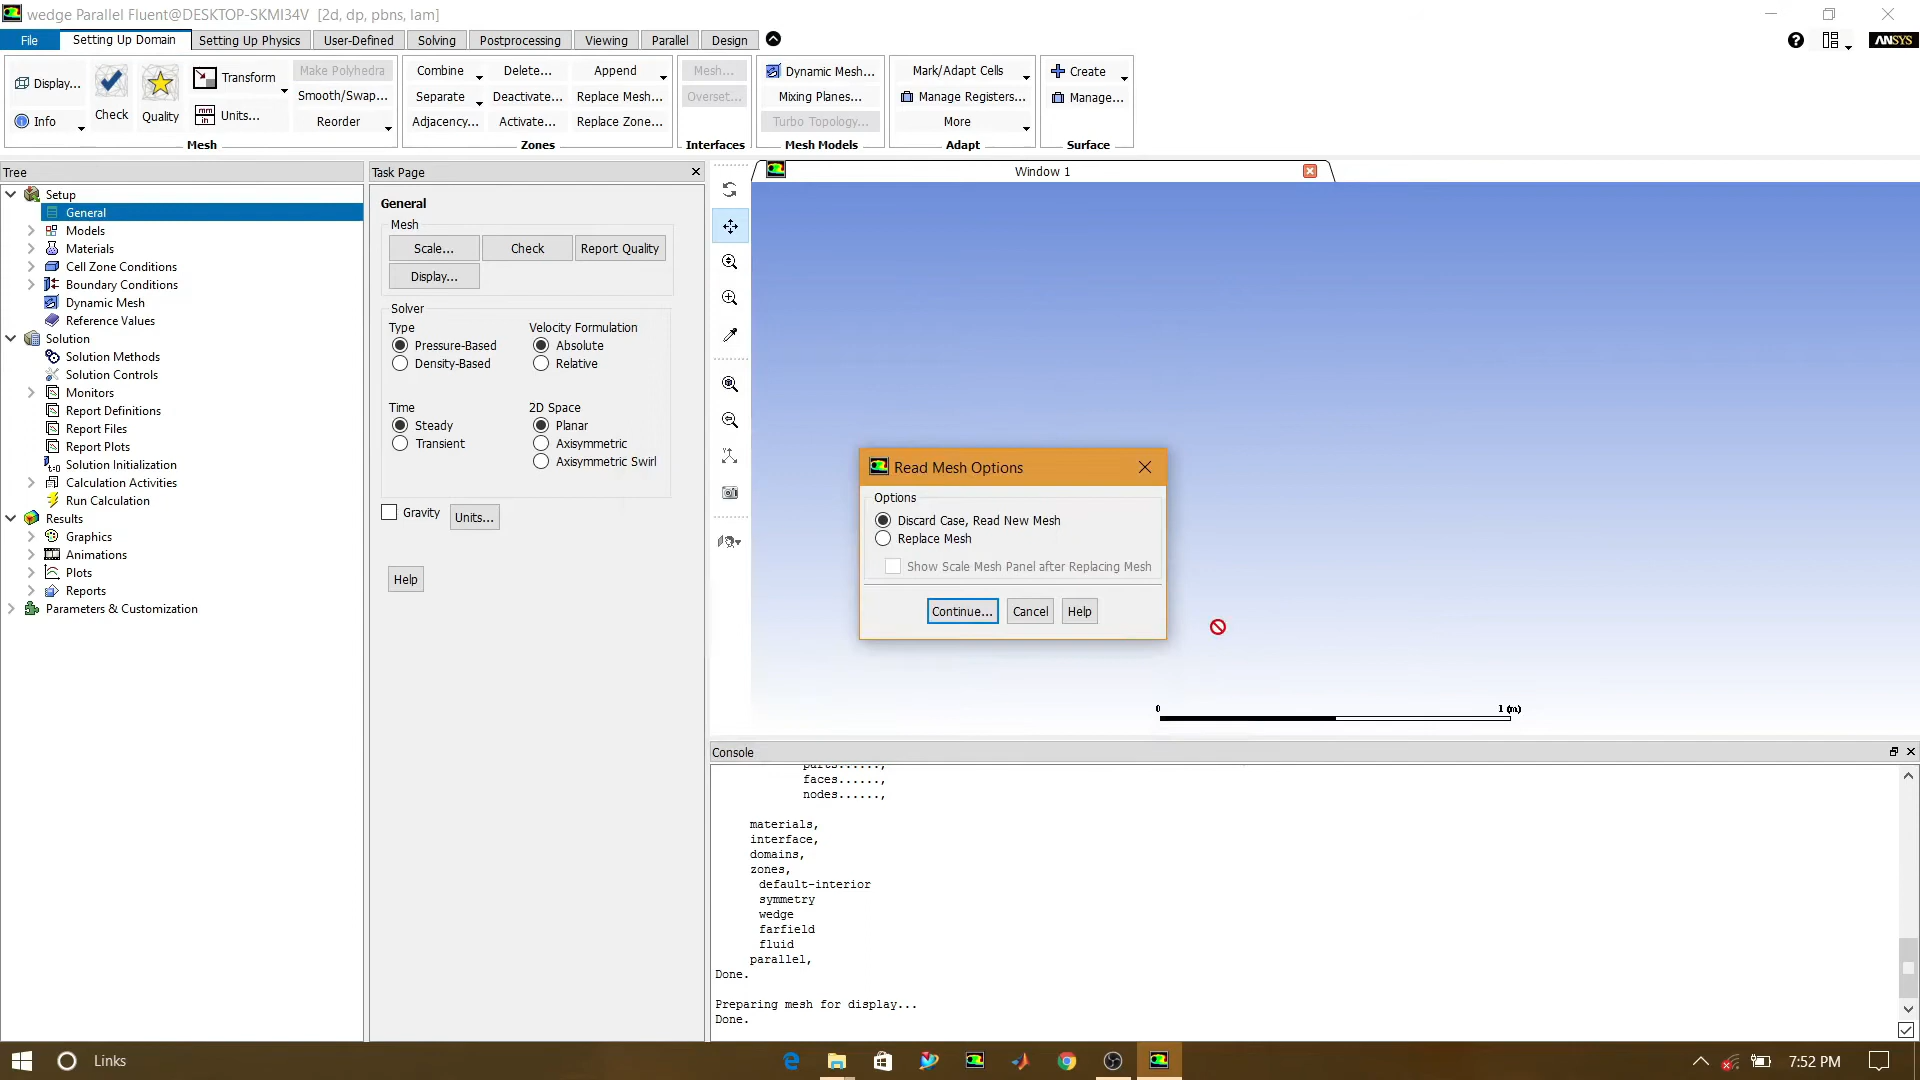 wedge Parallel Fluent@DESKTOP-SKMI34V [2d, dp, pbns, lam]
File
Setting Up Domain
Setting Up Physics
User-Defined
Solving
Postprocessing
Viewing
Parallel
Design
ANSYS
Display...
Info
Check
Quality
Transform
Units...
Make Polyhedra
Smooth/Swap...
Reorder
Mesh
Combine
Separate
Adjacency...
Delete...
Deactivate...
Activate...
Append
Replace Mesh...
Replace Zone...
Zones
Mesh...
Overset...
Interfaces
Dynamic Mesh...
Mixing Planes...
Turbo Topology...
Mesh Models
Mark/Adapt Cells
Manage Registers...
More
Adapt
Create
Manage...
Surface
Tree
Setup
General
Models
Materials
Cell Zone Conditions
Boundary Conditions
Dynamic Mesh
Reference Values
Solution
Solution Methods
Solution Controls
Monitors
Report Definitions
Report Files
Report Plots
Solution Initialization
Calculation Activities
Run Calculation
Results
Graphics
Animations
Plots
Reports
Parameters & Customization
Task Page
General
Mesh
Scale...
Check
Report Quality
Display...
Solver
Type
Pressure-Based
Density-Based
Velocity Formulation
Absolute
Relative
Time
Steady
Transient
2D Space
Planar
Axisymmetric
Axisymmetric Swirl
Gravity
Units...
Help
Window 1
Read Mesh Options
Options
Discard Case, Read New Mesh
Replace Mesh
Show Scale Mesh Panel after Replacing Mesh
Continue...
Cancel
Help
0
1 (m)
Console
parts......,
faces......,
nodes......,
materials,
interface,
domains,
zones,
default-interior
symmetry
wedge
farfield
fluid
parallel,
Done.
Preparing mesh for display...
Done.
Links
7:52 PM